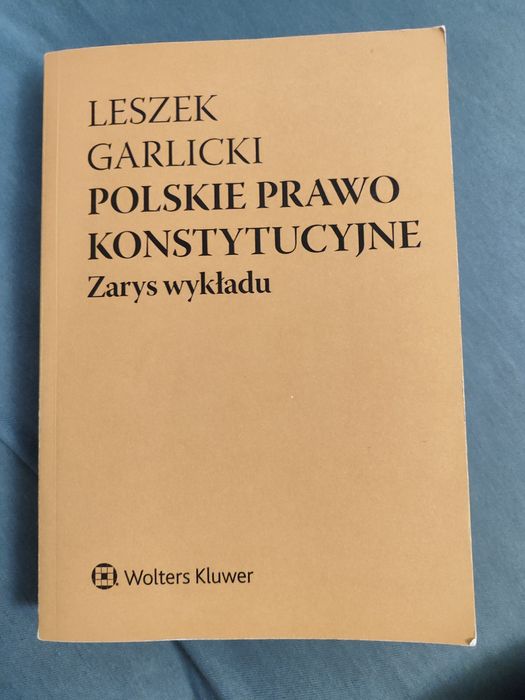 LESZEK
GARLICKI
POLSKIE PRAWO
KONSTYTUCYJNE
Zarys wykładu
Wolters Kluwer